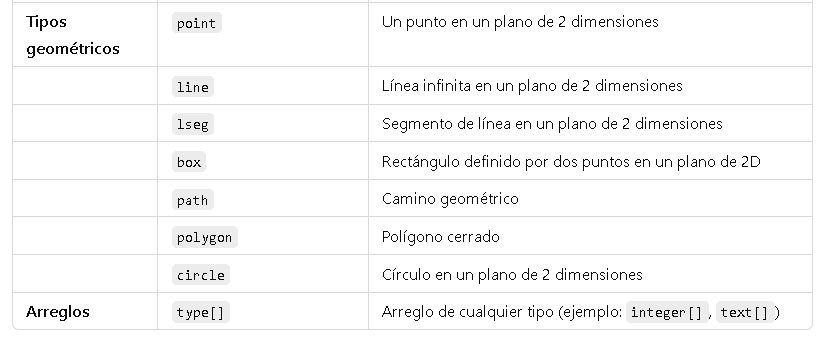 Tipos geométricos point Un punto en un plano de 2 dimensiones
line Línea infinita en un plano de 2 dimensiones
lseg Segmento de línea en un plano de 2 dimensiones
box Rectángulo definido por dos puntos en un plano de 2D
path Camino geométrico
polygon Polígono cerrado
circle Círculo en un plano de 2 dimensiones
Arreglos type[] Arreglo de cualquier tipo (ejemplo: integer[], text[])